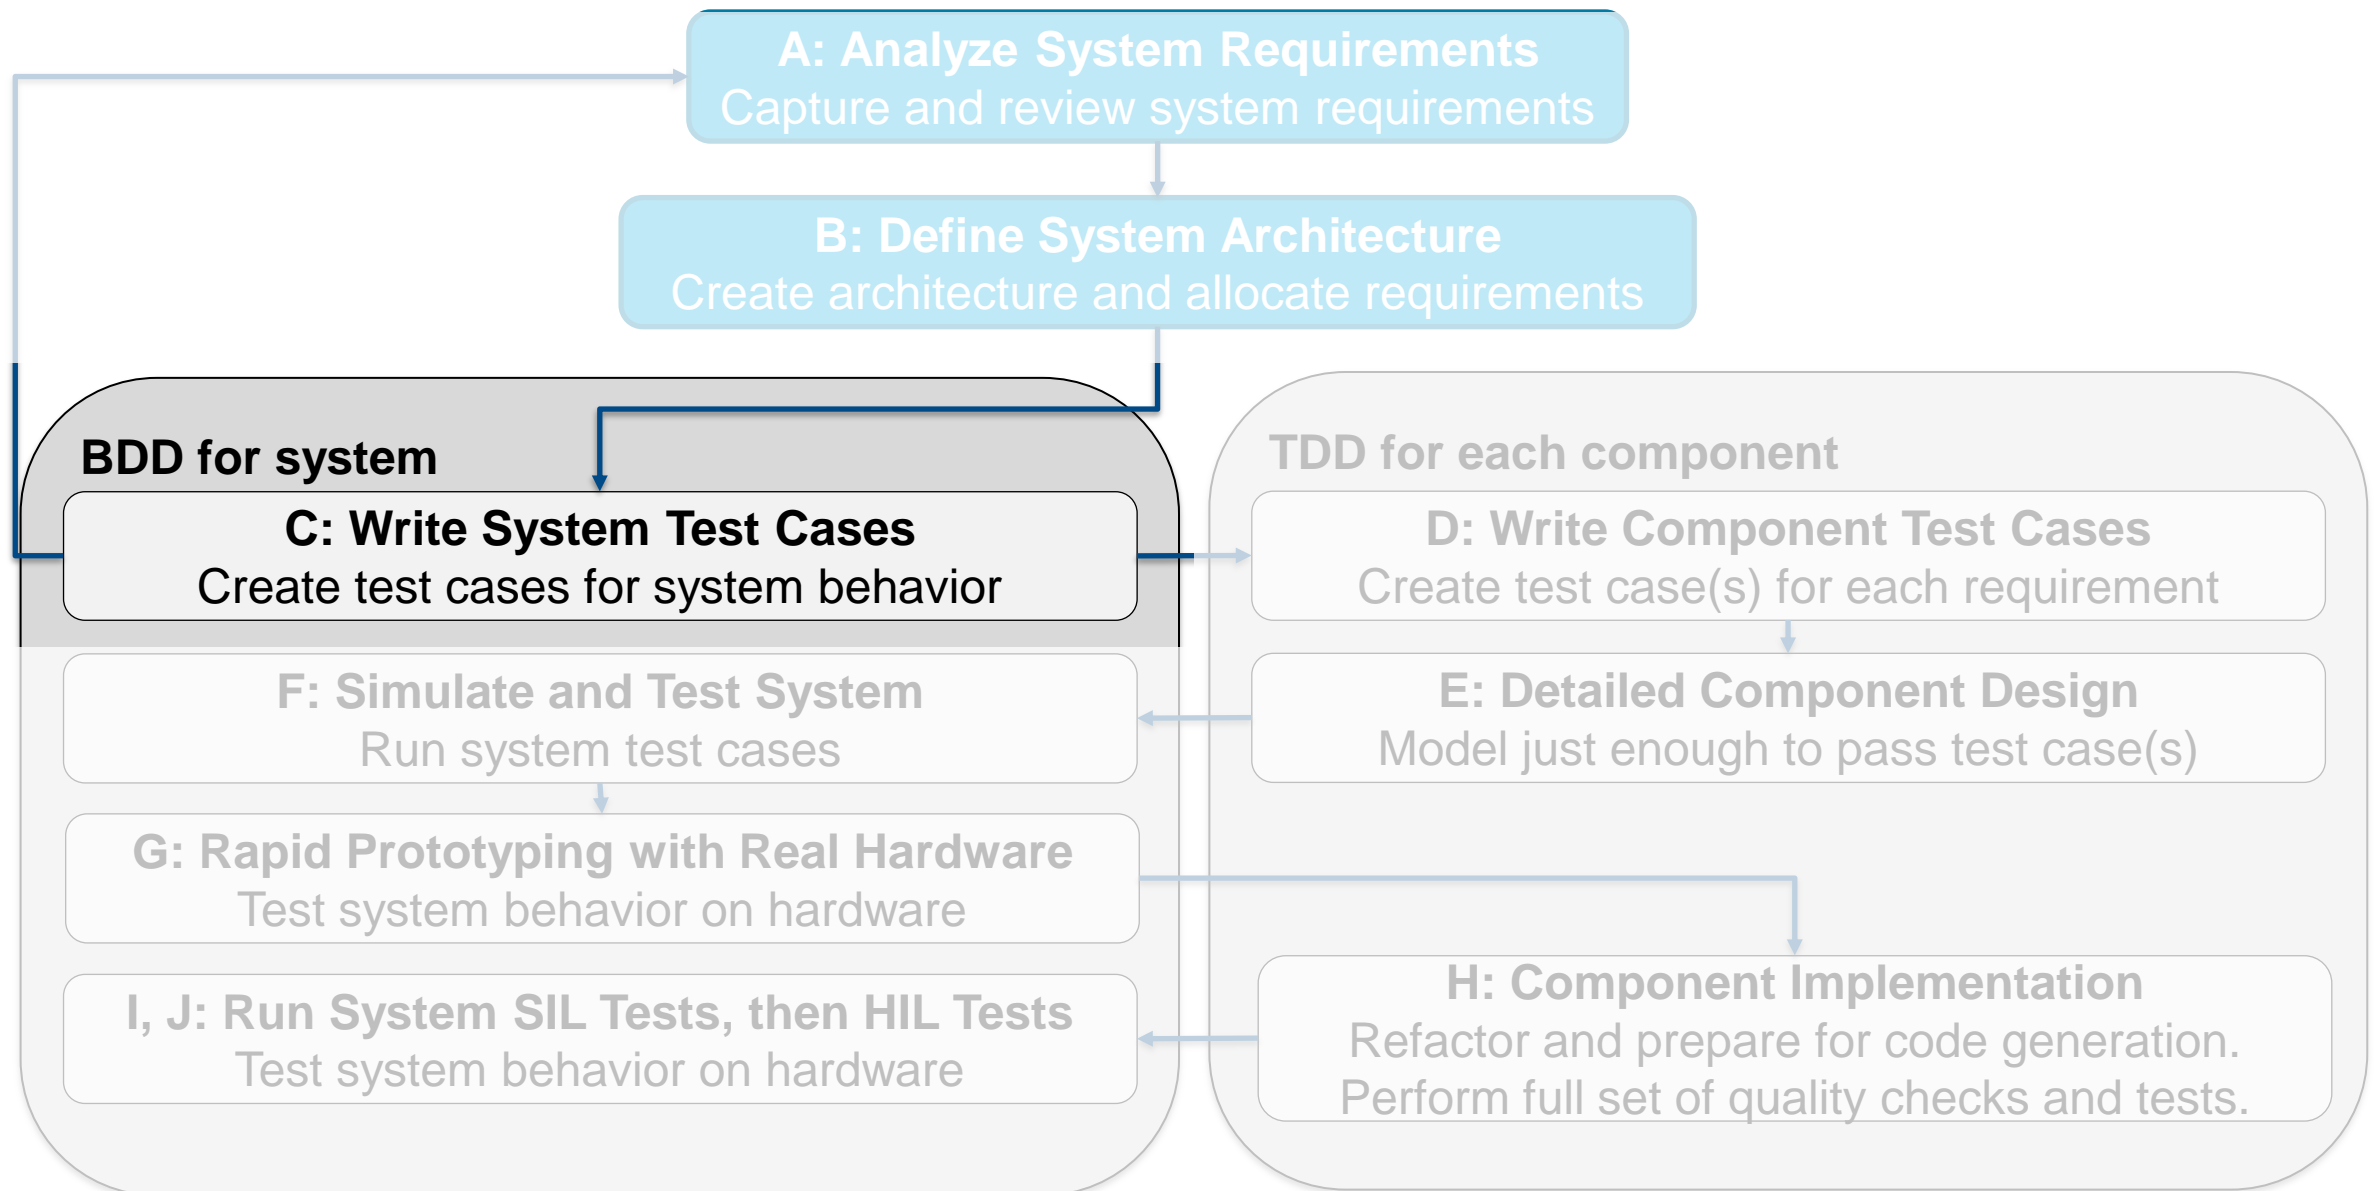 A: Analyze System Requirements
Capture and review system requirements
B: Define System Architecture
Create architecture and allocate requirements
BDD for system
C: Write System Test Cases
Create test cases for system behavior
F: Simulate and Test System
Run system test cases
G: Rapid Prototyping with Real Hardware
Test system behavior on hardware
I, J: Run System SIL Tests, then HIL Tests
Test system behavior on hardware
TDD for each component
D: Write Component Test Cases
Create test case(s) for each requirement
E: Detailed Component Design
Model just enough to pass test case(s)
H: Component Implementation
Refactor and prepare for code generation.
Perform full set of quality checks and tests.